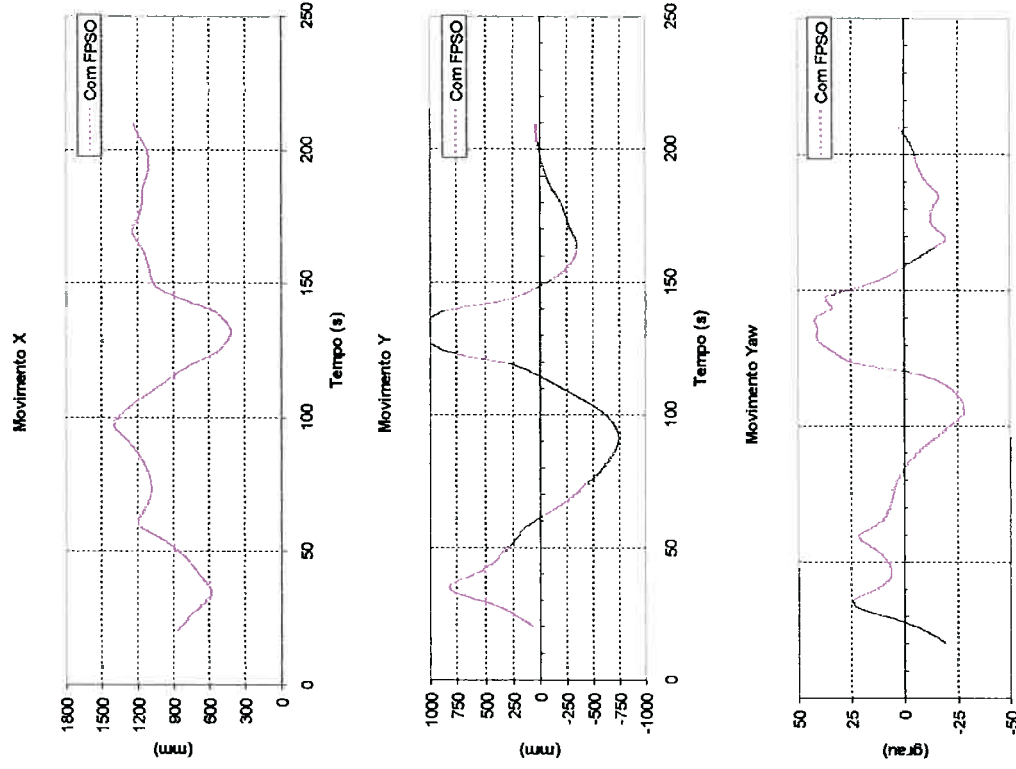 Movimento X
(mm)
1800
1500
1200
900
600
300
0
0 50 100 150 200 250
Tempo (s)
Com FPSO
Movimento Y
(mm)
1000
750
500
250
0
-250
-500
-750
-1000
0 50 100 150 200 250
Tempo (s)
Com FPSO
Movimento Yaw
(grau)
50
25
0
-25
-50
Com FPSO